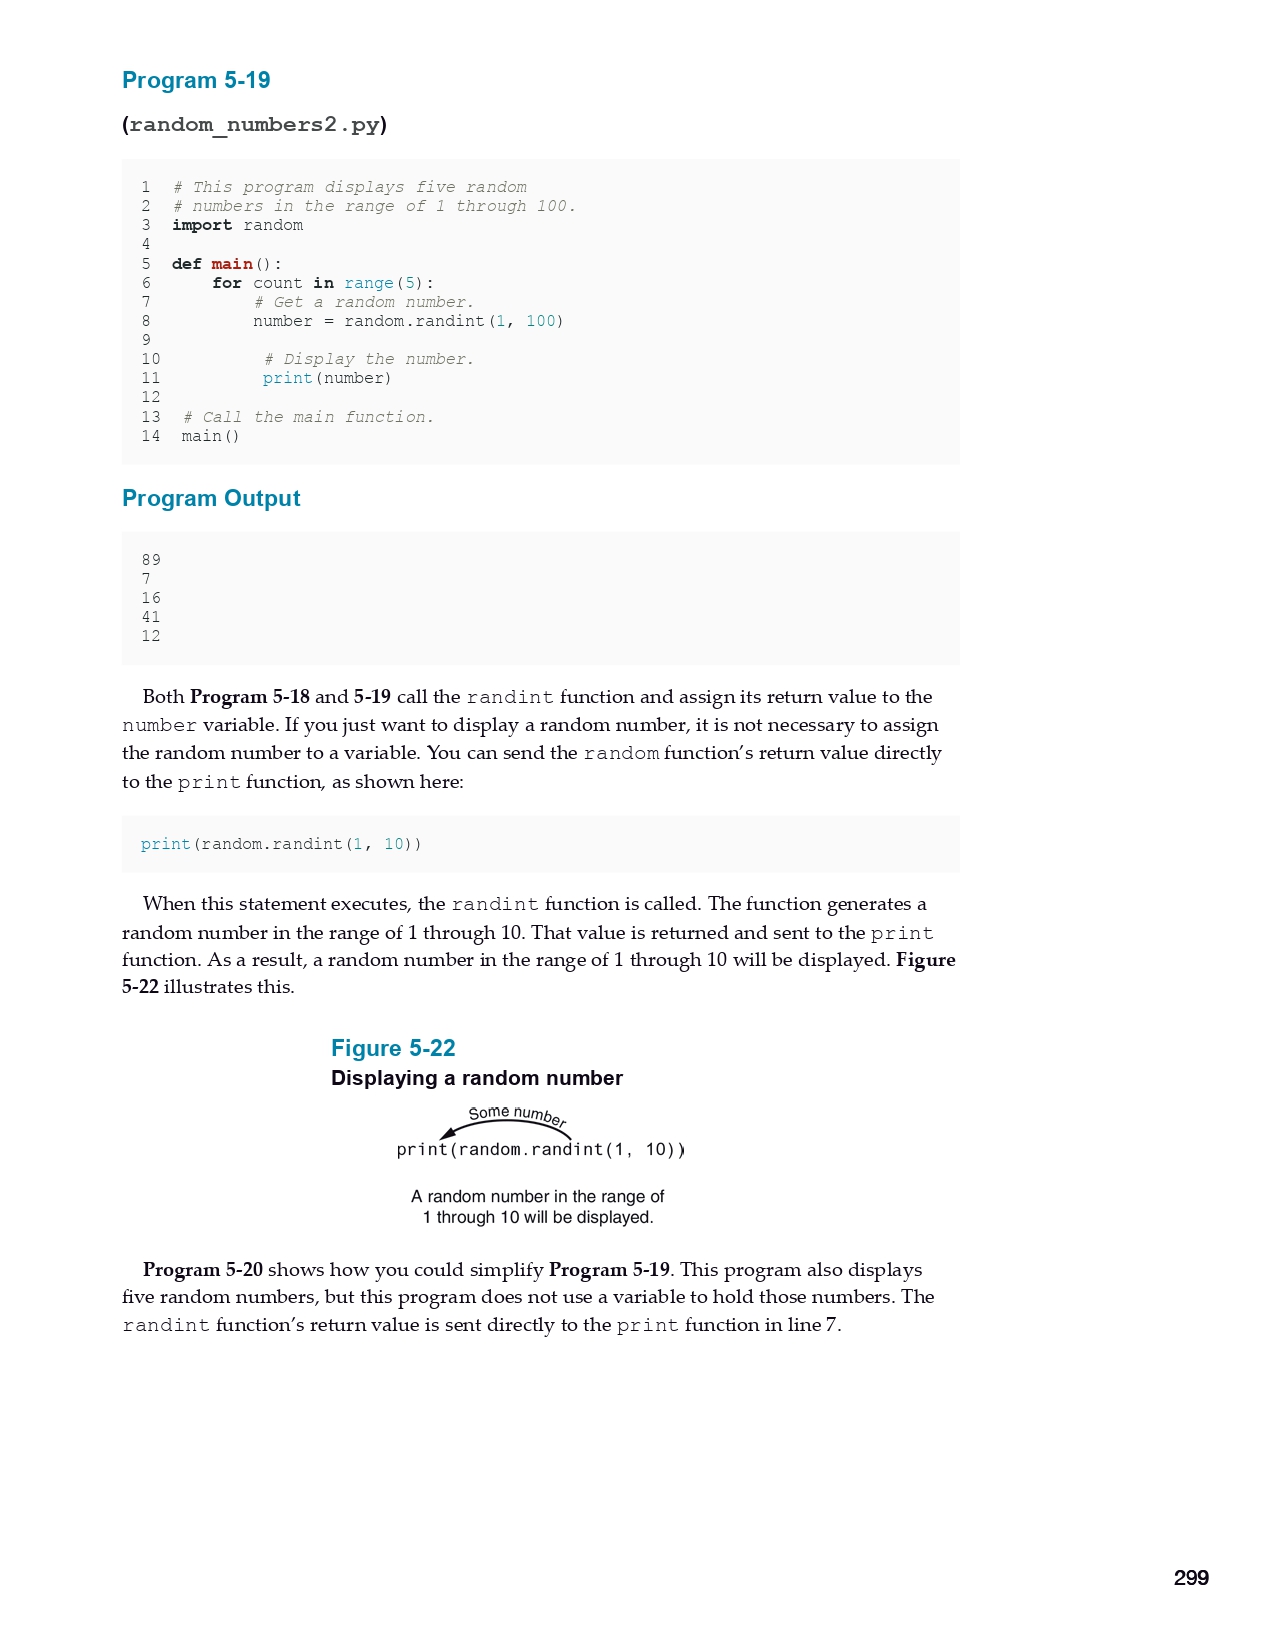 Program 5-19
(random_numbers2.py)
1  # This program displays five random
2  # numbers in the range of 1 through 100.
3  import random
4
5  def main():
6      for count in range(5):
7          # Get a random number.
8          number = random.randint(1, 100)
9
10          # Display the number.
11          print(number)
12
13  # Call the main function.
14  main()
Program Output
89
7
16
41
12
Both Program 5-18 and 5-19 call the randint function and assign its return value to the
number variable. If you just want to display a random number, it is not necessary to assign
the random number to a variable. You can send the random function’s return value directly
to the print function, as shown here:
print(random.randint(1, 10))
When this statement executes, the randint function is called. The function generates a
random number in the range of 1 through 10. That value is returned and sent to the print
function. As a result, a random number in the range of 1 through 10 will be displayed. Figure
5-22 illustrates this.
Figure 5-22
Displaying a random number
Some number
print(random.randint(1, 10))
A random number in the range of
1 through 10 will be displayed.
Program 5-20 shows how you could simplify Program 5-19. This program also displays
five random numbers, but this program does not use a variable to hold those numbers. The
randint function’s return value is sent directly to the print function in line 7.
299